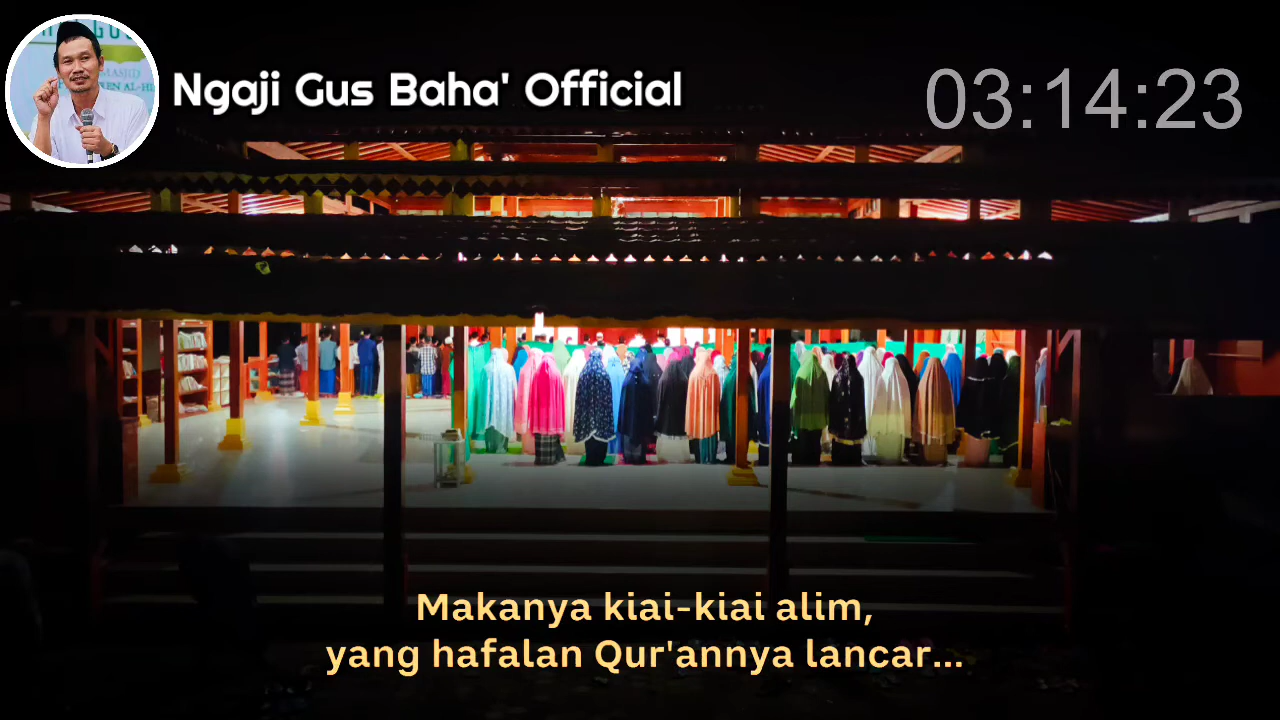 Ngaji Gus Baha' Official
03:14:23
Makanya kiai-kiai alim,
yang hafalan Qur'annya lancar...